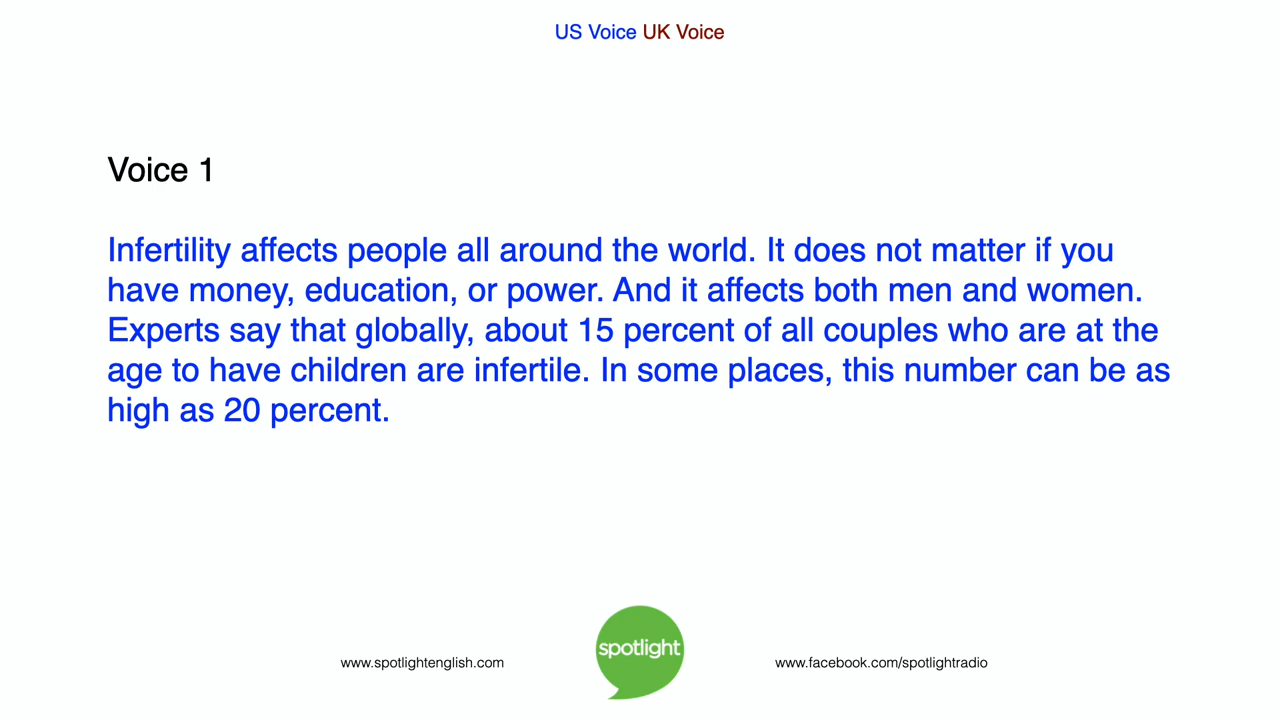 US Voice UK Voice
Voice 1
Infertility affects people all around the world. It does not matter if you
have money, education, or power. And it affects both men and women.
Experts say that globally, about 15 percent of all couples who are at the
age to have children are infertile. In some places, this number can be as
high as 20 percent.
spotlight
www.spotlightenglish.com
www.facebook.com/spotlightradio